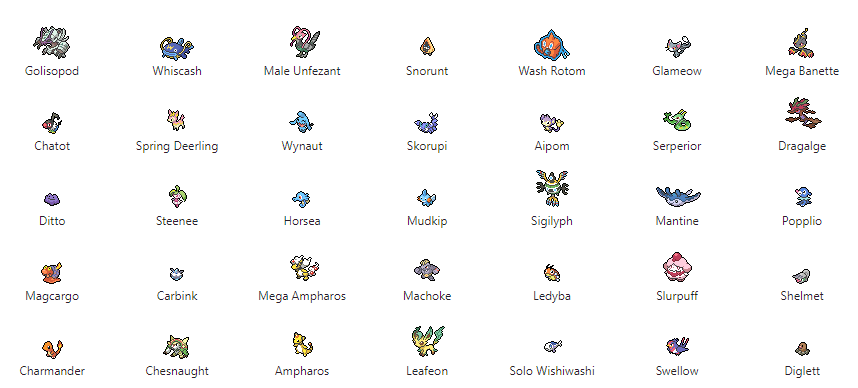 Golisopod Whiscash Male Unfezant Snorunt Wash Rotom Glameow Mega Banette
Chatot Spring Deerling Wynaut Skorupi Aipom Serperior Dragalge
Ditto Steenee Horsea Mudkip Sigilyph Mantine Popplio
Magcargo Carbink Mega Ampharos Machoke Ledyba Slurpuff Shelmet
Charmander Chesnaught Ampharos Leafeon Solo Wishiwashi Swellow Diglett